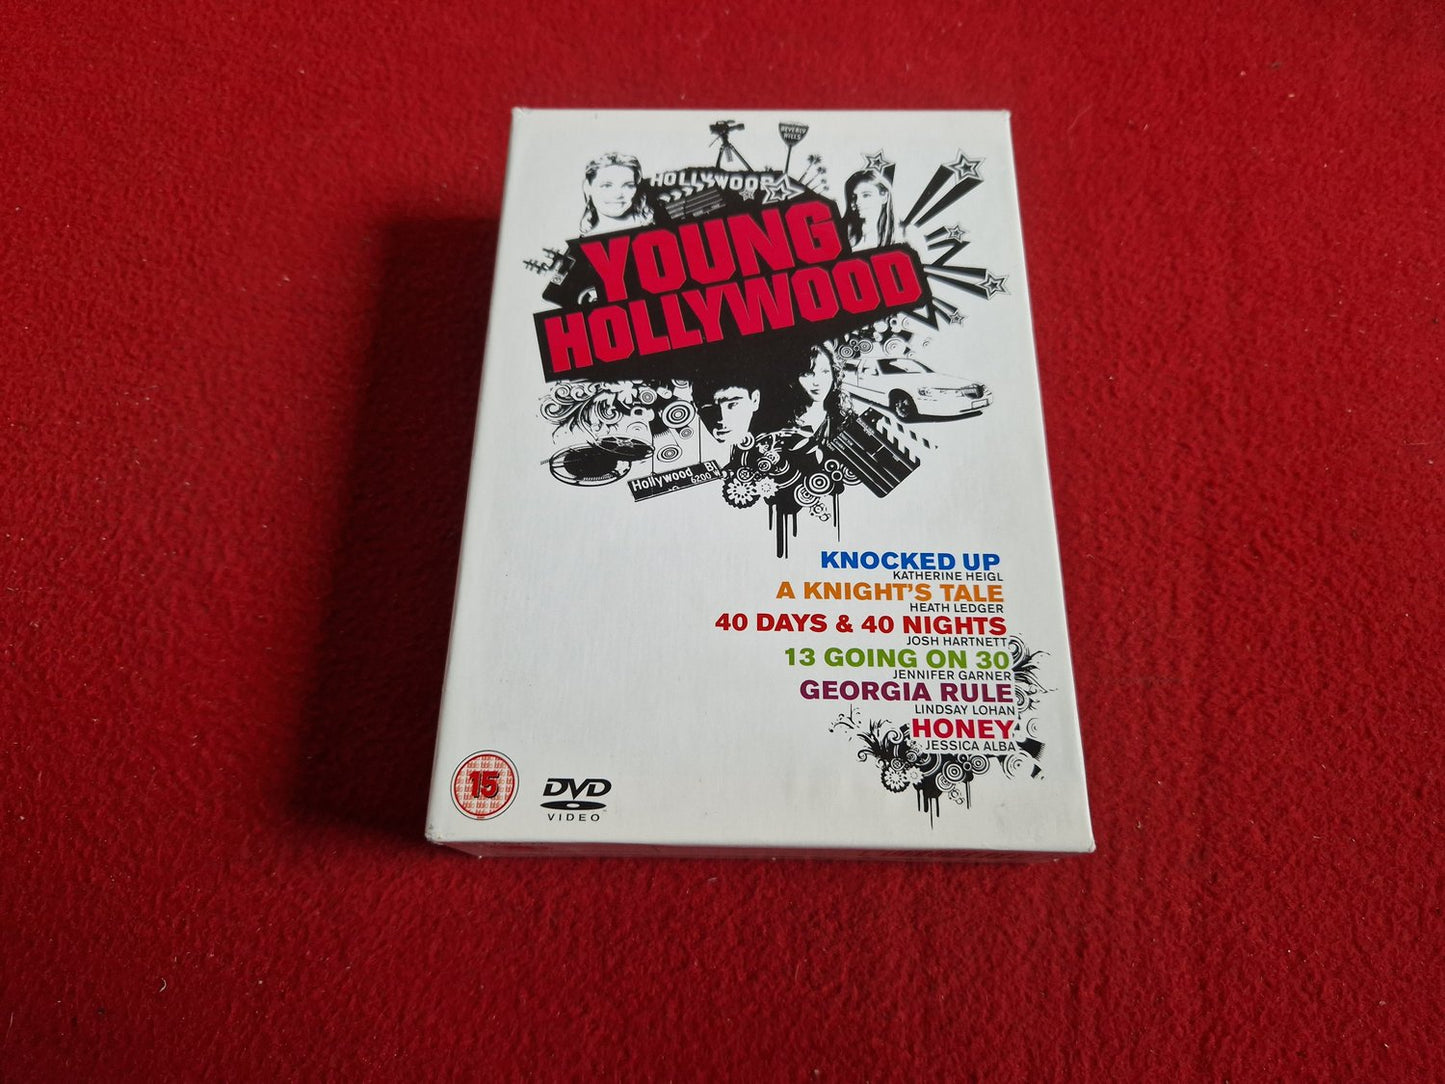 BEVERLY
HILLS
HOLLYWOOD
YOUNG
HOLLYWOOD
Hollywood Bl
6200 W
KNOCKED UP
KATHERINE HEIGL
A KNIGHT'S TALE
HEATH LEDGER
40 DAYS & 40 NIGHTS
JOSH HARTNETT
13 GOING ON 30
JENNIFER GARNER
GEORGIA RULE
LINDSAY LOHAN
HONEY
JESSICA ALBA
15
DVD
VIDEO